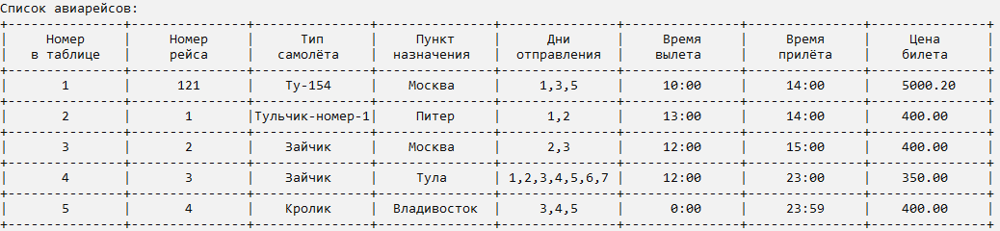 Список авиарейсов:
Номер Номер Тип Пункт Дни Время Время Цена
в таблице рейса самолёта назначения отправления вылета прилёта билета
1 121 Ту-154 Москва 1,3,5 10:00 14:00 5000.20
2 1 Тульчик-номер-1 Питер 1,2 13:00 14:00 400.00
3 2 Зайчик Москва 2,3 12:00 15:00 400.00
4 3 Зайчик Тула 1,2,3,4,5,6,7 12:00 23:00 350.00
5 4 Кролик Владивосток 3,4,5 0:00 23:59 400.00